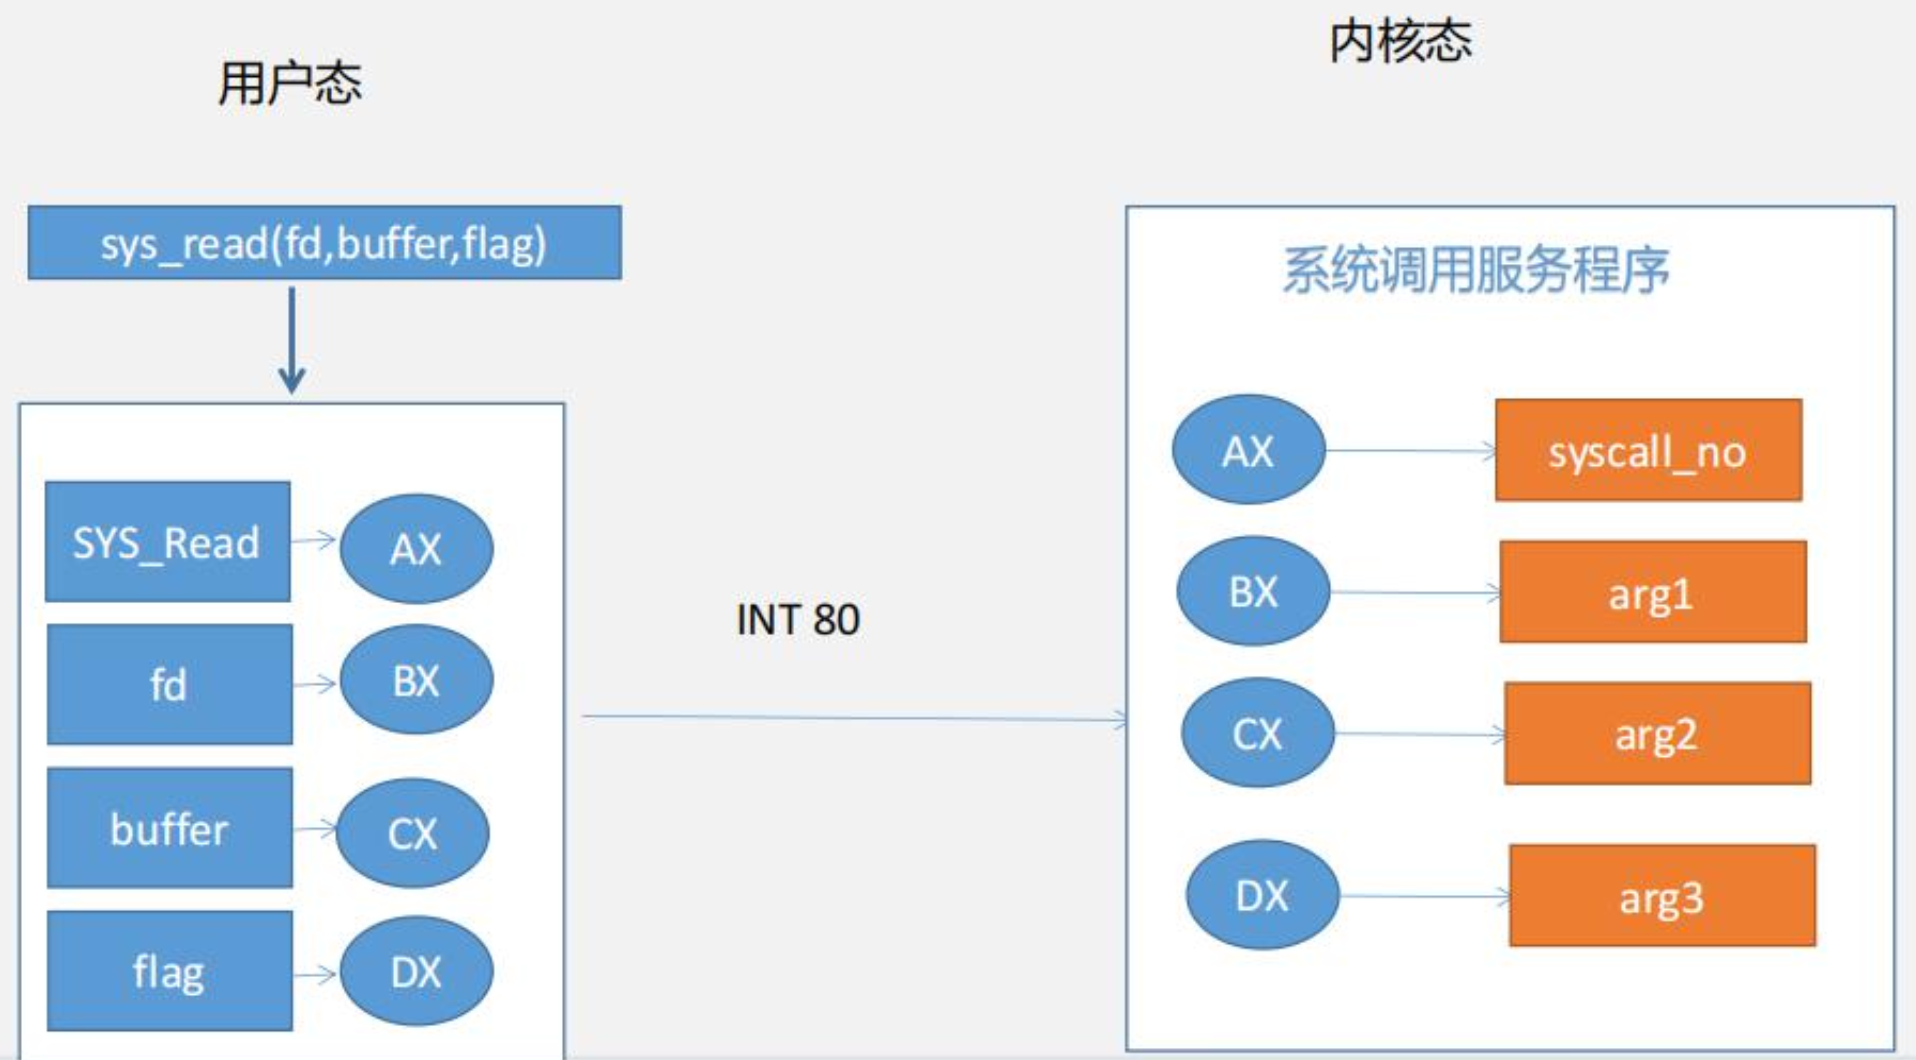 用户态
内核态
sys_read(fd,buffer,flag)
SYS_Read
AX
fd
BX
buffer
CX
flag
DX
INT 80
系统调用服务程序
AX
syscall_no
BX
arg1
CX
arg2
DX
arg3